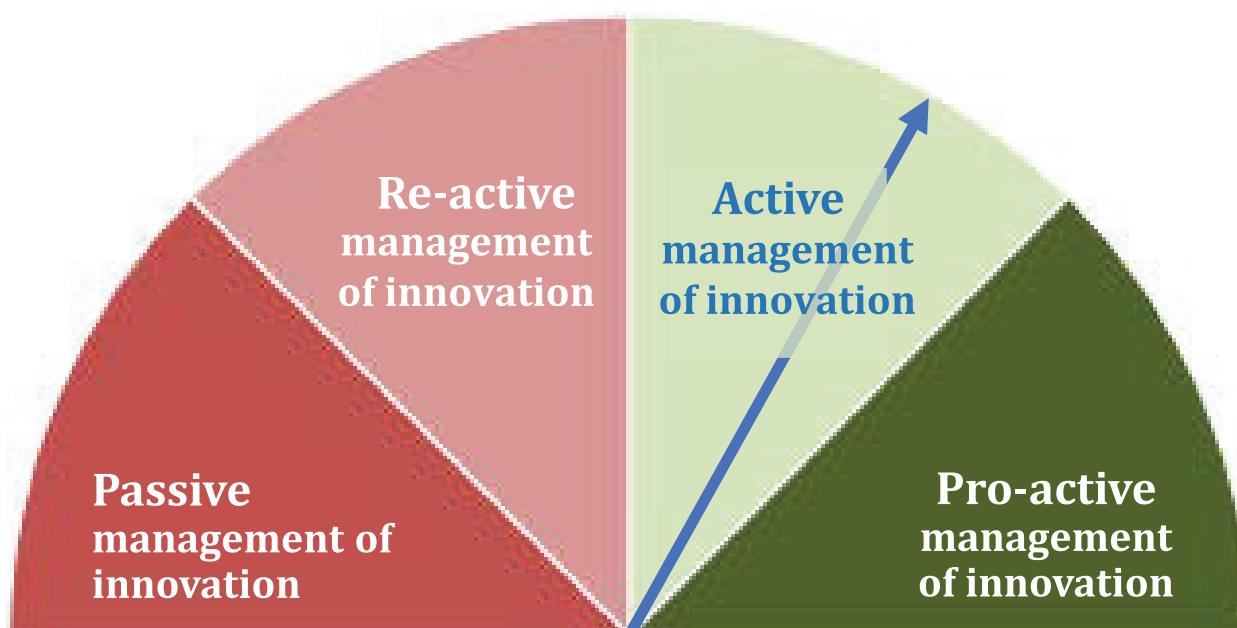 Re-active
management
of innovation
Active
management
of innovation
Passive
management of
innovation
Pro-active
management
of innovation